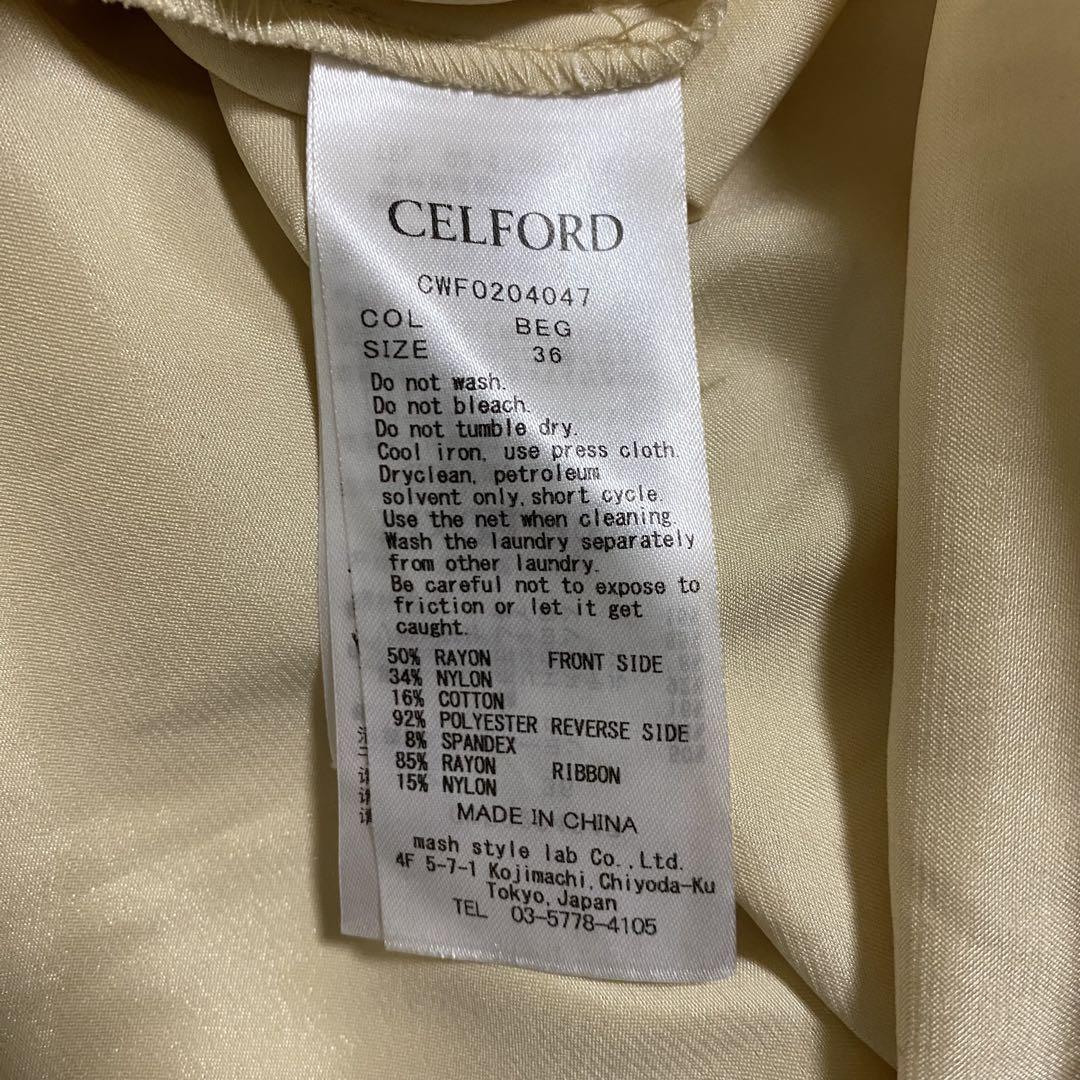 CELFORD
CWF0204047
COL BEG
SIZE 36
Do not wash.
Do not bleach.
Do not tumble dry.
Cool iron, use press cloth.
Dryclean, petroleum
solvent only, short cycle.
Use the net when cleaning.
Wash the laundry separately
from other laundry.
Be careful not to expose to
friction or let it get
caught.
50% RAYON FRONT SIDE
34% NYLON
16% COTTON
92% POLYESTER REVERSE SIDE
8% SPANDEX
85% RAYON RIBBON
15% NYLON
MADE IN CHINA
mash style lab Co.,Ltd.
4F 5-7-1 Kojimachi, Chiyoda-Ku
Tokyo, Japan
TEL 03-5778-4105